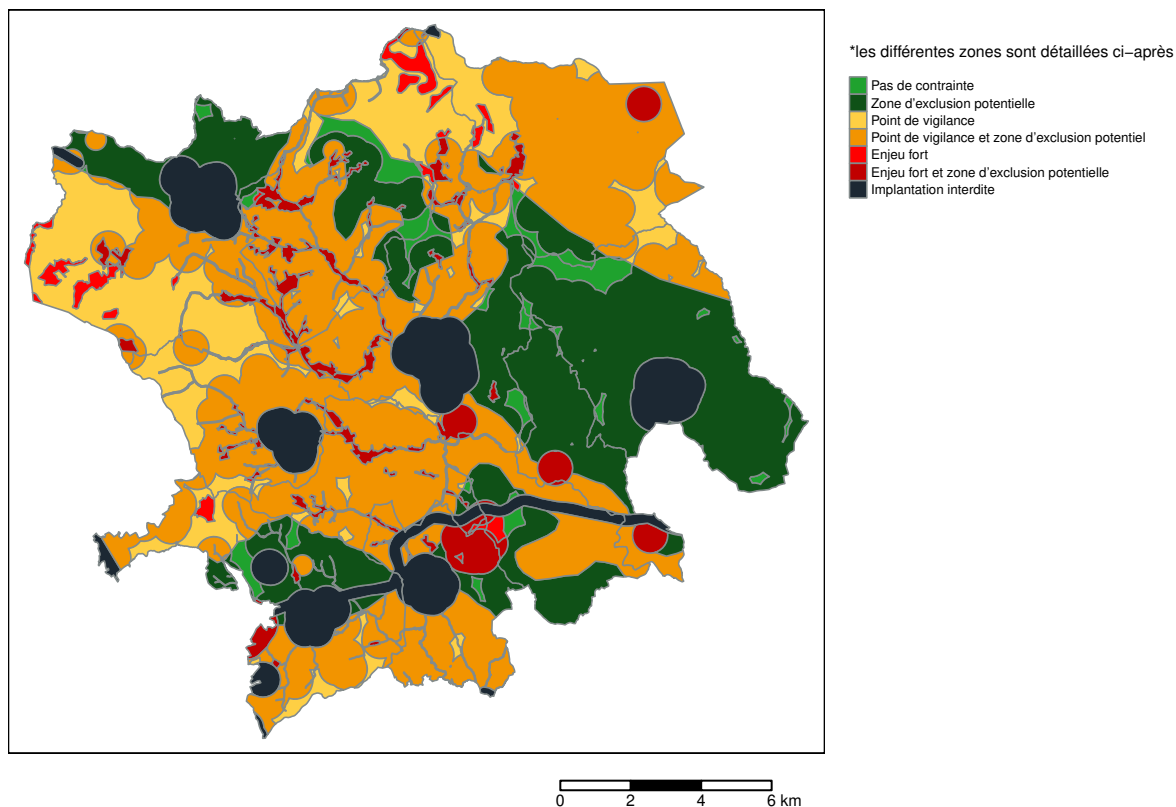 *les différentes zones sont détaillées ci−après
Pas de contrainte
Zone d'exclusion potentielle
Point de vigilance
Point de vigilance et zone d'exclusion potentiel
Enjeu fort
Enjeu fort et zone d'exclusion potentielle
Implantation interdite
0 2 4 6 km